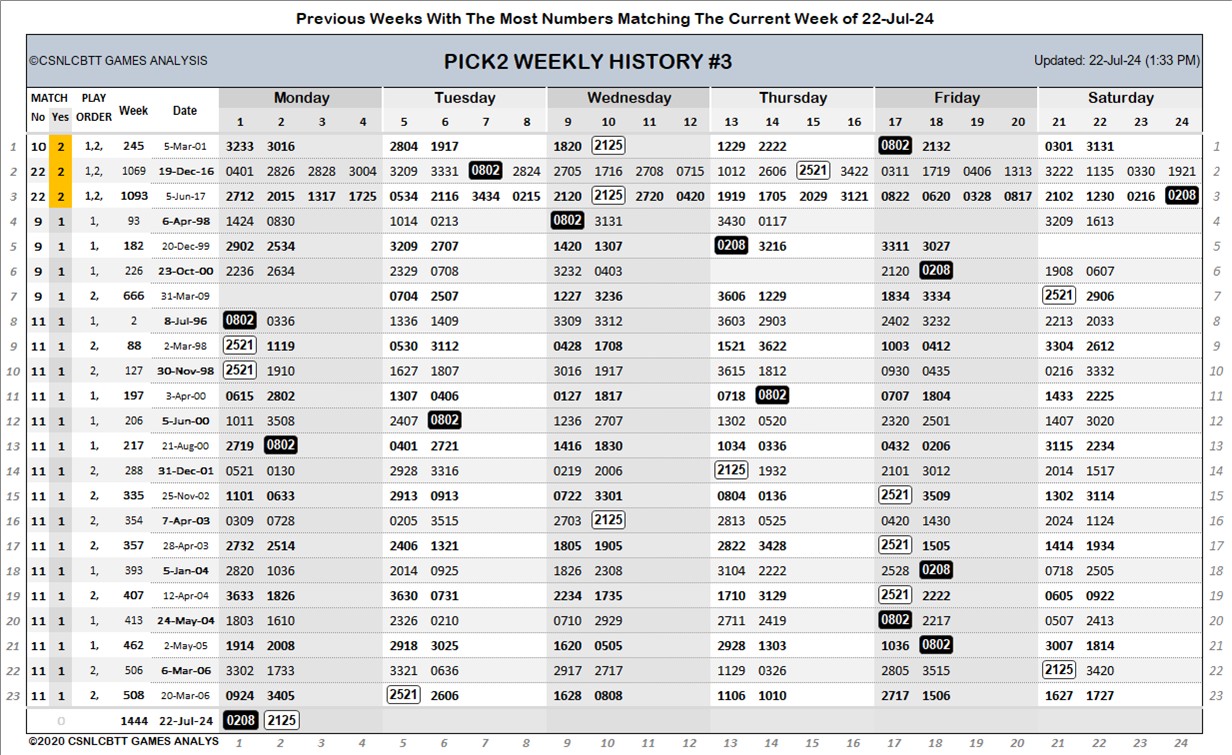 Previous Weeks With The Most Numbers Matching The Current Week of 22-Jul-24
©CSNLCBTT GAMES ANALYSIS PICK2 WEEKLY HISTORY #3 Updated: 22-Jul-24 (1:33 PM)
MATCH PLAY Week Date Monday Tuesday Wednesday Thursday Friday Saturday
No Yes ORDER 1 2 3 4 5 6 7 8 9 10 11 12 13 14 15 16 17 18 19 20 21 22 23 24
1 10 2 1,2, 245 5-Mar-01 3233 3016 2804 1917 1820 2125 1229 2222 0802 2132 0301 3131 1
2 22 2 1,2, 1069 19-Dec-16 0401 2826 2828 3004 3209 3331 0802 2824 2705 1716 2708 0715 1012 2606 2521 3422 0311 1719 0406 1313 3222 1135 0330 1921 2
3 22 2 1,2, 1093 5-Jun-17 2712 2015 1317 1725 0534 2116 3434 0215 2120 2125 2720 0420 1919 1705 2029 3121 0822 0620 0328 0817 2102 1230 0216 0208 3
4 9 1 1, 93 6-Apr-98 1424 0830 1014 0213 0802 3131 3430 0117 3209 1613 4
5 9 1 1, 182 20-Dec-99 2902 2534 3209 2707 1420 1307 0208 3216 3311 3027 5
6 9 1 1, 226 23-Oct-00 2236 2634 2329 0708 3232 0403 2120 0208 1908 0607 6
7 9 1 2, 666 31-Mar-09 0704 2507 1227 3236 3606 1229 1834 3334 2521 2906 7
8 11 1 1, 2 8-Jul-96 0802 0336 1336 1409 3309 3312 3603 2903 2402 3232 2213 2033 8
9 11 1 2, 88 2-Mar-98 2521 1119 0530 3112 0428 1708 1521 3622 1003 0412 3304 2612 9
10 11 1 2, 127 30-Nov-98 2521 1910 1627 1807 3016 1917 3615 1812 0930 0435 0216 3332 10
11 11 1 1, 197 3-Apr-00 0615 2802 1307 0406 0127 1817 0718 0802 0707 1804 1433 2225 11
12 11 1 1, 206 5-Jun-00 1011 3508 2407 0802 1236 2707 1302 0520 2320 2501 1407 3020 12
13 11 1 1, 217 21-Aug-00 2719 0802 0401 2721 1416 1830 1034 0336 0432 0206 3115 2234 13
14 11 1 2, 288 31-Dec-01 0521 0130 2928 3316 0219 2006 2125 1932 2101 3012 2014 1517 14
15 11 1 2, 335 25-Nov-02 1101 0633 2913 0913 0722 3301 0804 0136 2521 3509 1302 3114 15
16 11 1 2, 354 7-Apr-03 0309 0728 0205 3515 2703 2125 2813 0525 0420 1430 2024 1124 16
17 11 1 2, 357 28-Apr-03 2732 2514 2406 1321 1805 1905 2822 3428 2521 1505 1414 1934 17
18 11 1 1, 393 5-Jan-04 2820 1036 2014 0925 1826 2308 3104 2222 2528 0208 0718 2505 18
19 11 1 2, 407 12-Apr-04 3633 1826 3630 0731 2234 1735 1710 3129 2521 2222 0605 0922 19
20 11 1 1, 413 24-May-04 1803 1610 2326 0210 0710 2929 2711 2419 0802 2217 0507 2413 20
21 11 1 1, 462 2-May-05 1914 2008 2918 3025 1620 0505 2928 1303 1036 0802 3007 1814 21
22 11 1 2, 506 6-Mar-06 3302 1733 3321 0636 2917 2717 1129 0326 2805 3515 2125 3420 22
23 11 1 2, 508 20-Mar-06 0924 3405 2521 2606 1628 0808 1106 1010 2717 1506 1627 1727 23
0 1444 22-Jul-24 0208 2125
©2020 CSNLCBTT GAMES ANALYS 1 2 3 4 5 6 7 8 9 10 11 12 13 14 15 16 17 18 19 20 21 22 23 24